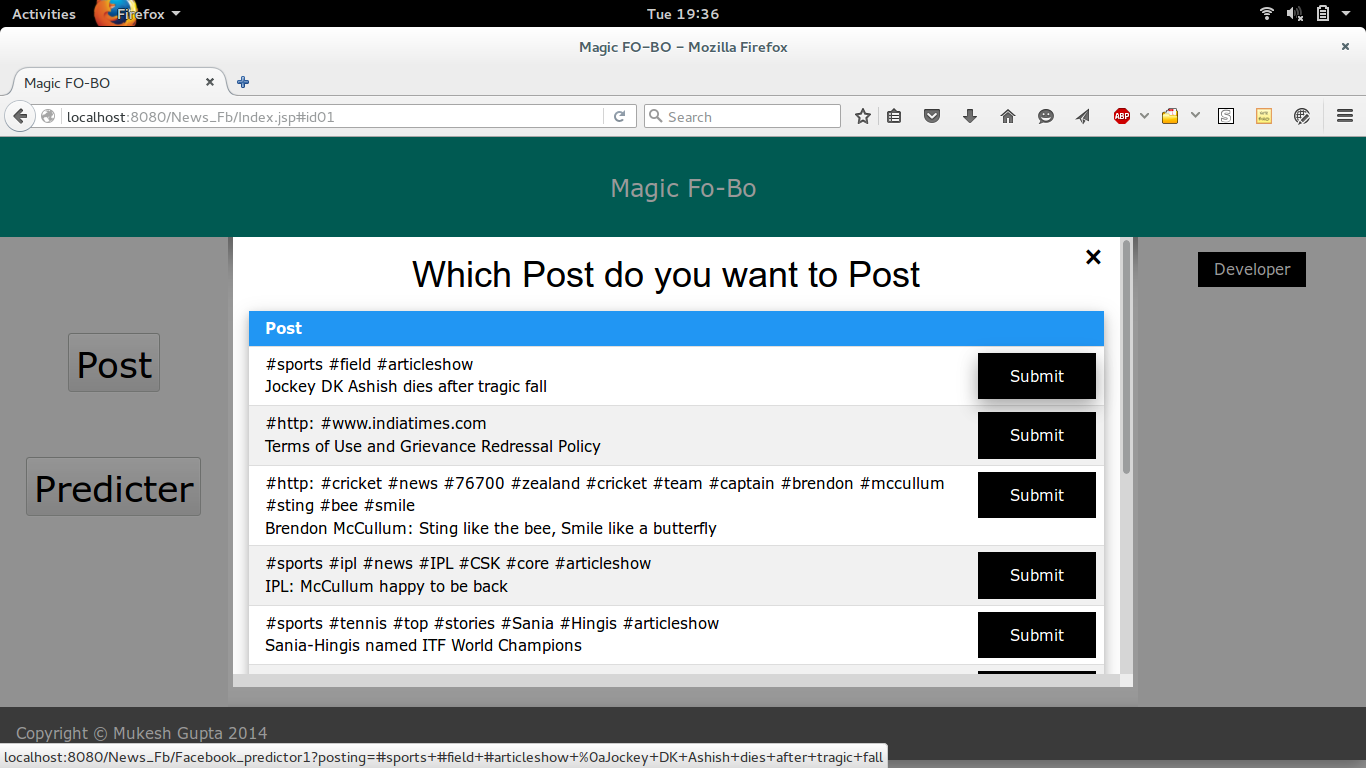 Activities Firefox Tue 19:36
Magic FO-BO - Mozilla Firefox
Magic FO-BO
localhost:8080/News_Fb/Index.jsp#id01 Search ABP
Magic Fo-Bo
Developer
Which Post do you want to Post
Post
Predicter
Post
#sports #field #articleshow
Jockey DK Ashish dies after tragic fall
Submit
#http: #www.indiatimes.com
Terms of Use and Grievance Redressal Policy
Submit
#http: #cricket #news #76700 #zealand #cricket #team #captain #brendon #mccullum
#sting #bee #smile
Brendon McCullum: Sting like the bee, Smile like a butterfly
Submit
#sports #ipl #news #IPL #CSK #core #articleshow
IPL: McCullum happy to be back
Submit
#sports #tennis #top #stories #Sania #Hingis #articleshow
Sania-Hingis named ITF World Champions
Submit
Copyright © Mukesh Gupta 2014
localhost:8080/News_Fb/Facebook_predictor1?posting=#sports+#field+#articleshow+%0aJockey+DK+Ashish+dies+after+tragic+fall